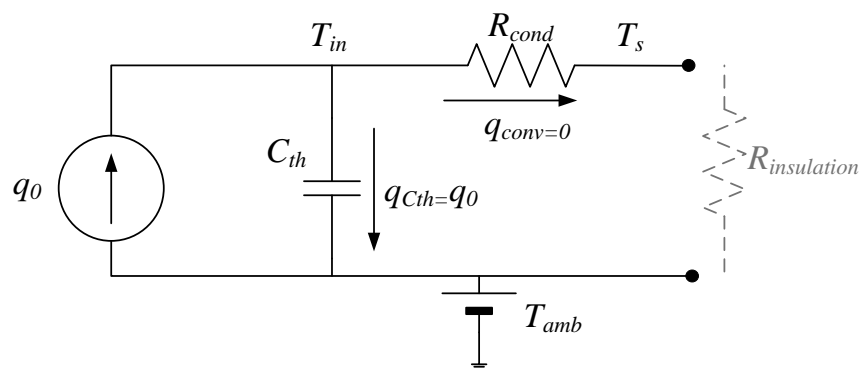 R_cond
T_in
T_s
q_conv=0
C_th
R_insulation
q_0
q_Cth=q_0
T_amb